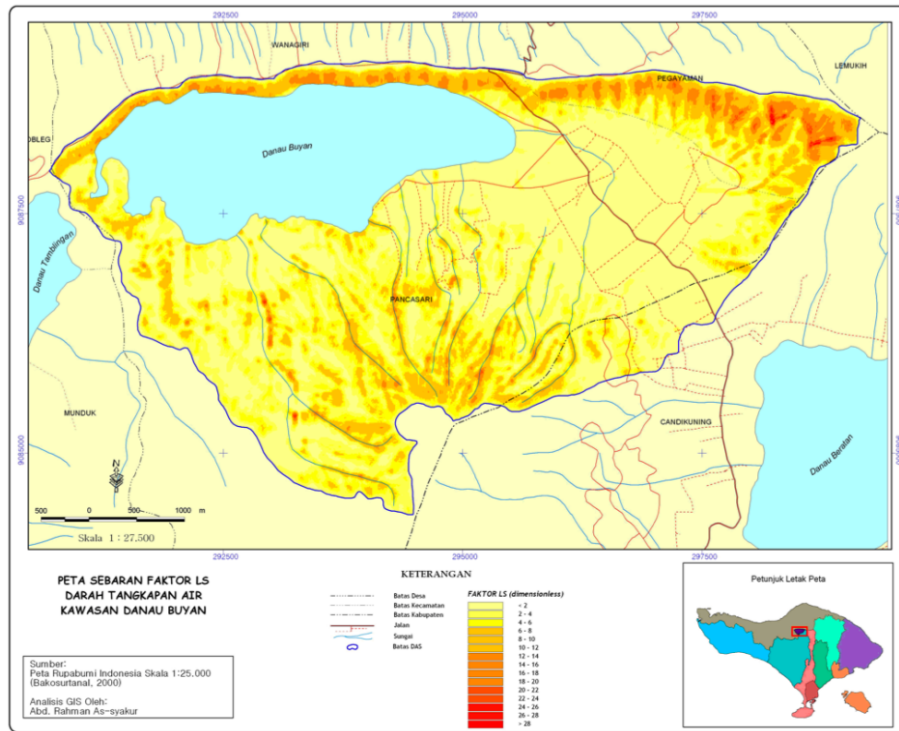 292500
295000
297500
WANAGIRI
PEGAYAMAN
LEMUKIH
OBLEG
Danau Buyan
9087500
Danau Tamblingan
PANCASARI
MUNDUK
CANDIKUNING
Danau Beratan
9085000
N
500 0 500 1000 m
Skala 1 : 27,500
292500
295000
297500
PETA SEBARAN FAKTOR LS
DARAH TANGKAPAN AIR
KAWASAN DANAU BUYAN
Sumber:
Peta Rupabumi Indonesia Skala 1:25.000
(Bakosurtanal, 2000)
Analisis GIS Oleh:
Abd. Rahman As-syakur
KETERANGAN
Batas Desa
Batas Kecamatan
Batas Kabupaten
Jalan
Sungai
Batas DAS
FAKTOR LS (dimensionless)
< 2
2 - 4
4 - 6
6 - 8
8 - 10
10 - 12
12 - 14
14 - 16
16 - 18
18 - 20
20 - 22
22 - 24
24 - 26
26 - 28
> 28
Petunjuk Letak Peta